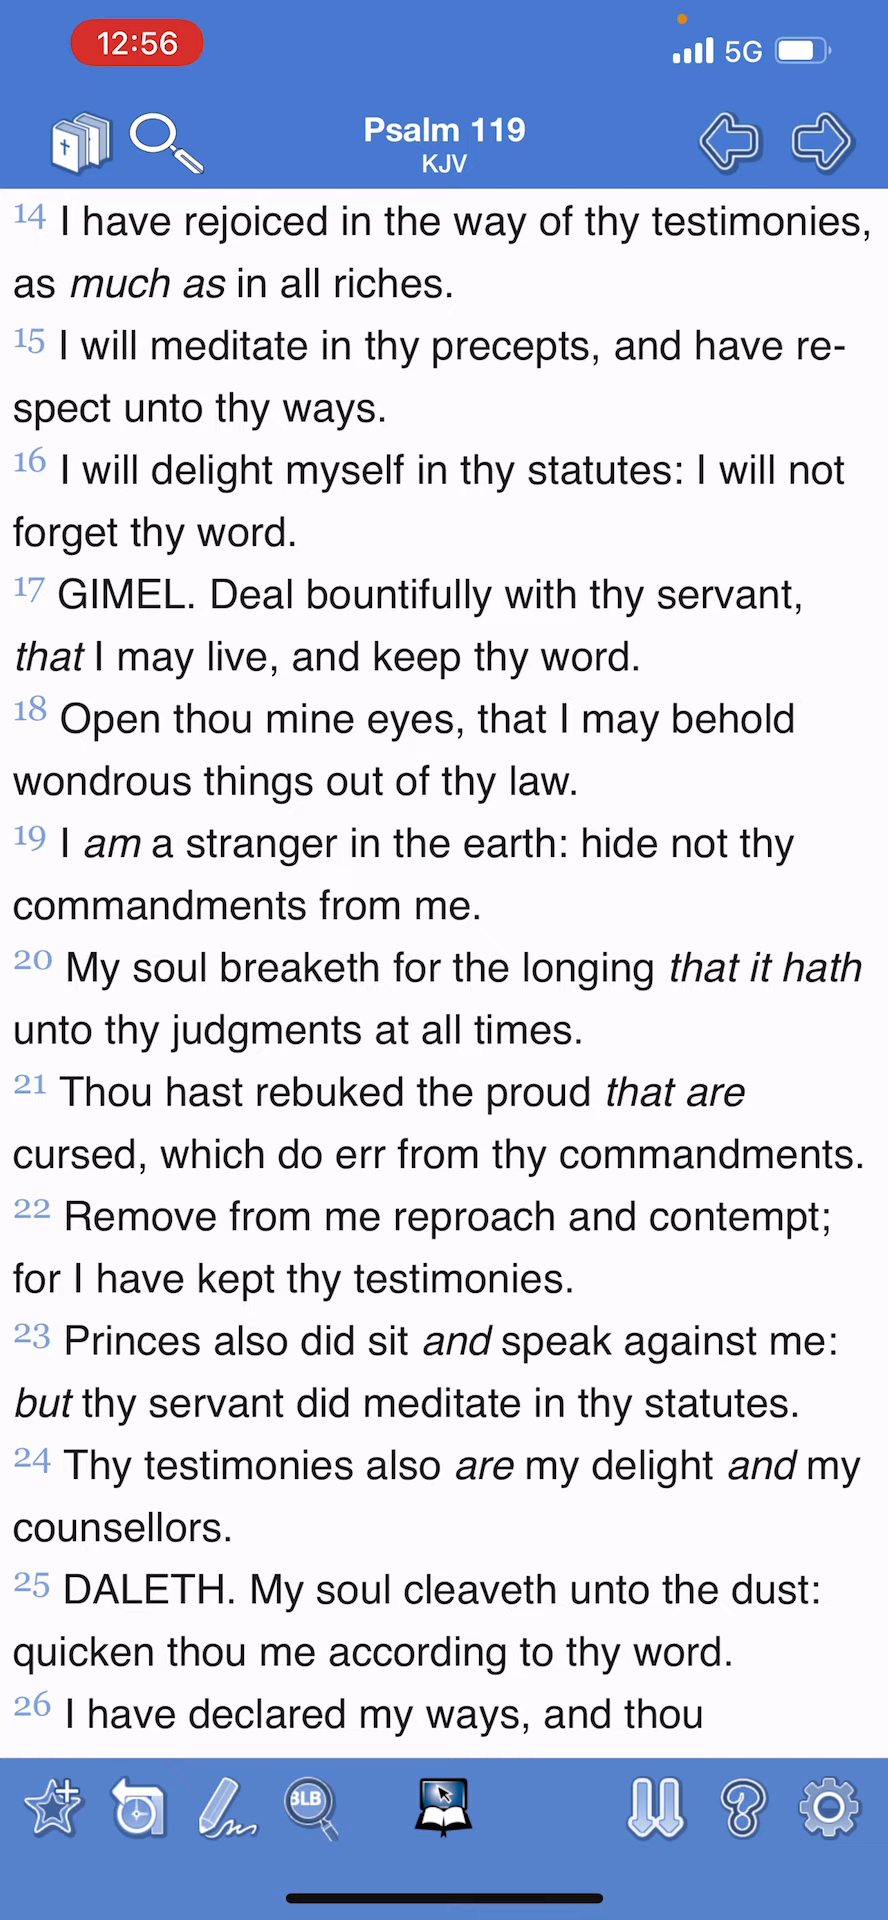 12:56
5G
Psalm 119
KJV
14 I have rejoiced in the way of thy testimonies,
as much as in all riches.
15 I will meditate in thy precepts, and have re-
spect unto thy ways.
16 I will delight myself in thy statutes: I will not
forget thy word.
17 GIMEL. Deal bountifully with thy servant,
that I may live, and keep thy word.
18 Open thou mine eyes, that I may behold
wondrous things out of thy law.
19 I am a stranger in the earth: hide not thy
commandments from me.
20 My soul breaketh for the longing that it hath
unto thy judgments at all times.
21 Thou hast rebuked the proud that are
cursed, which do err from thy commandments.
22 Remove from me reproach and contempt;
for I have kept thy testimonies.
23 Princes also did sit and speak against me:
but thy servant did meditate in thy statutes.
24 Thy testimonies also are my delight and my
counsellors.
25 DALETH. My soul cleaveth unto the dust:
quicken thou me according to thy word.
26 I have declared my ways, and thou
BLB